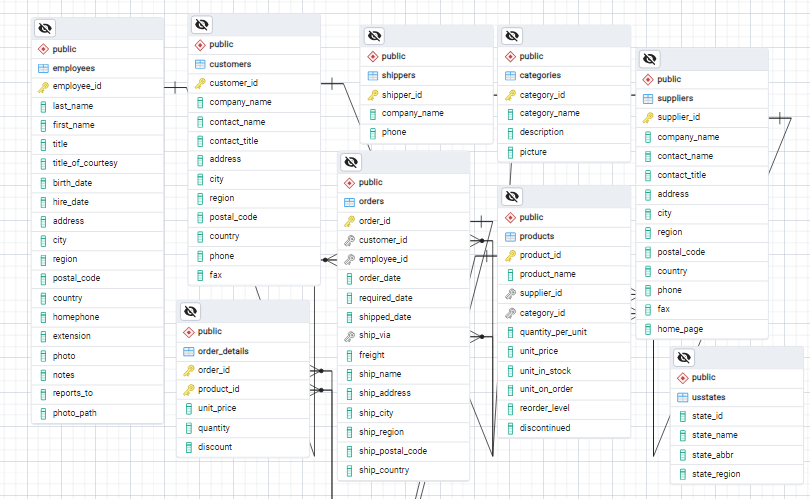 public
employees
employee_id
last_name
first_name
title
title_of_courtesy
birth_date
hire_date
address
city
region
postal_code
country
homephone
extension
photo
notes
reports_to
photo_path
public
customers
customer_id
company_name
contact_name
contact_title
address
city
region
postal_code
country
phone
fax
public
shippers
shipper_id
company_name
phone
public
categories
category_id
category_name
description
picture
public
suppliers
supplier_id
company_name
contact_name
contact_title
address
city
region
postal_code
country
phone
fax
home_page
public
orders
order_id
customer_id
employee_id
order_date
required_date
shipped_date
ship_via
freight
ship_name
ship_address
ship_city
ship_region
ship_postal_code
ship_country
public
products
product_id
product_name
supplier_id
category_id
quantity_per_unit
unit_price
unit_in_stock
unit_on_order
reorder_level
discontinued
public
order_details
order_id
product_id
unit_price
quantity
discount
public
usstates
state_id
state_name
state_abbr
state_region